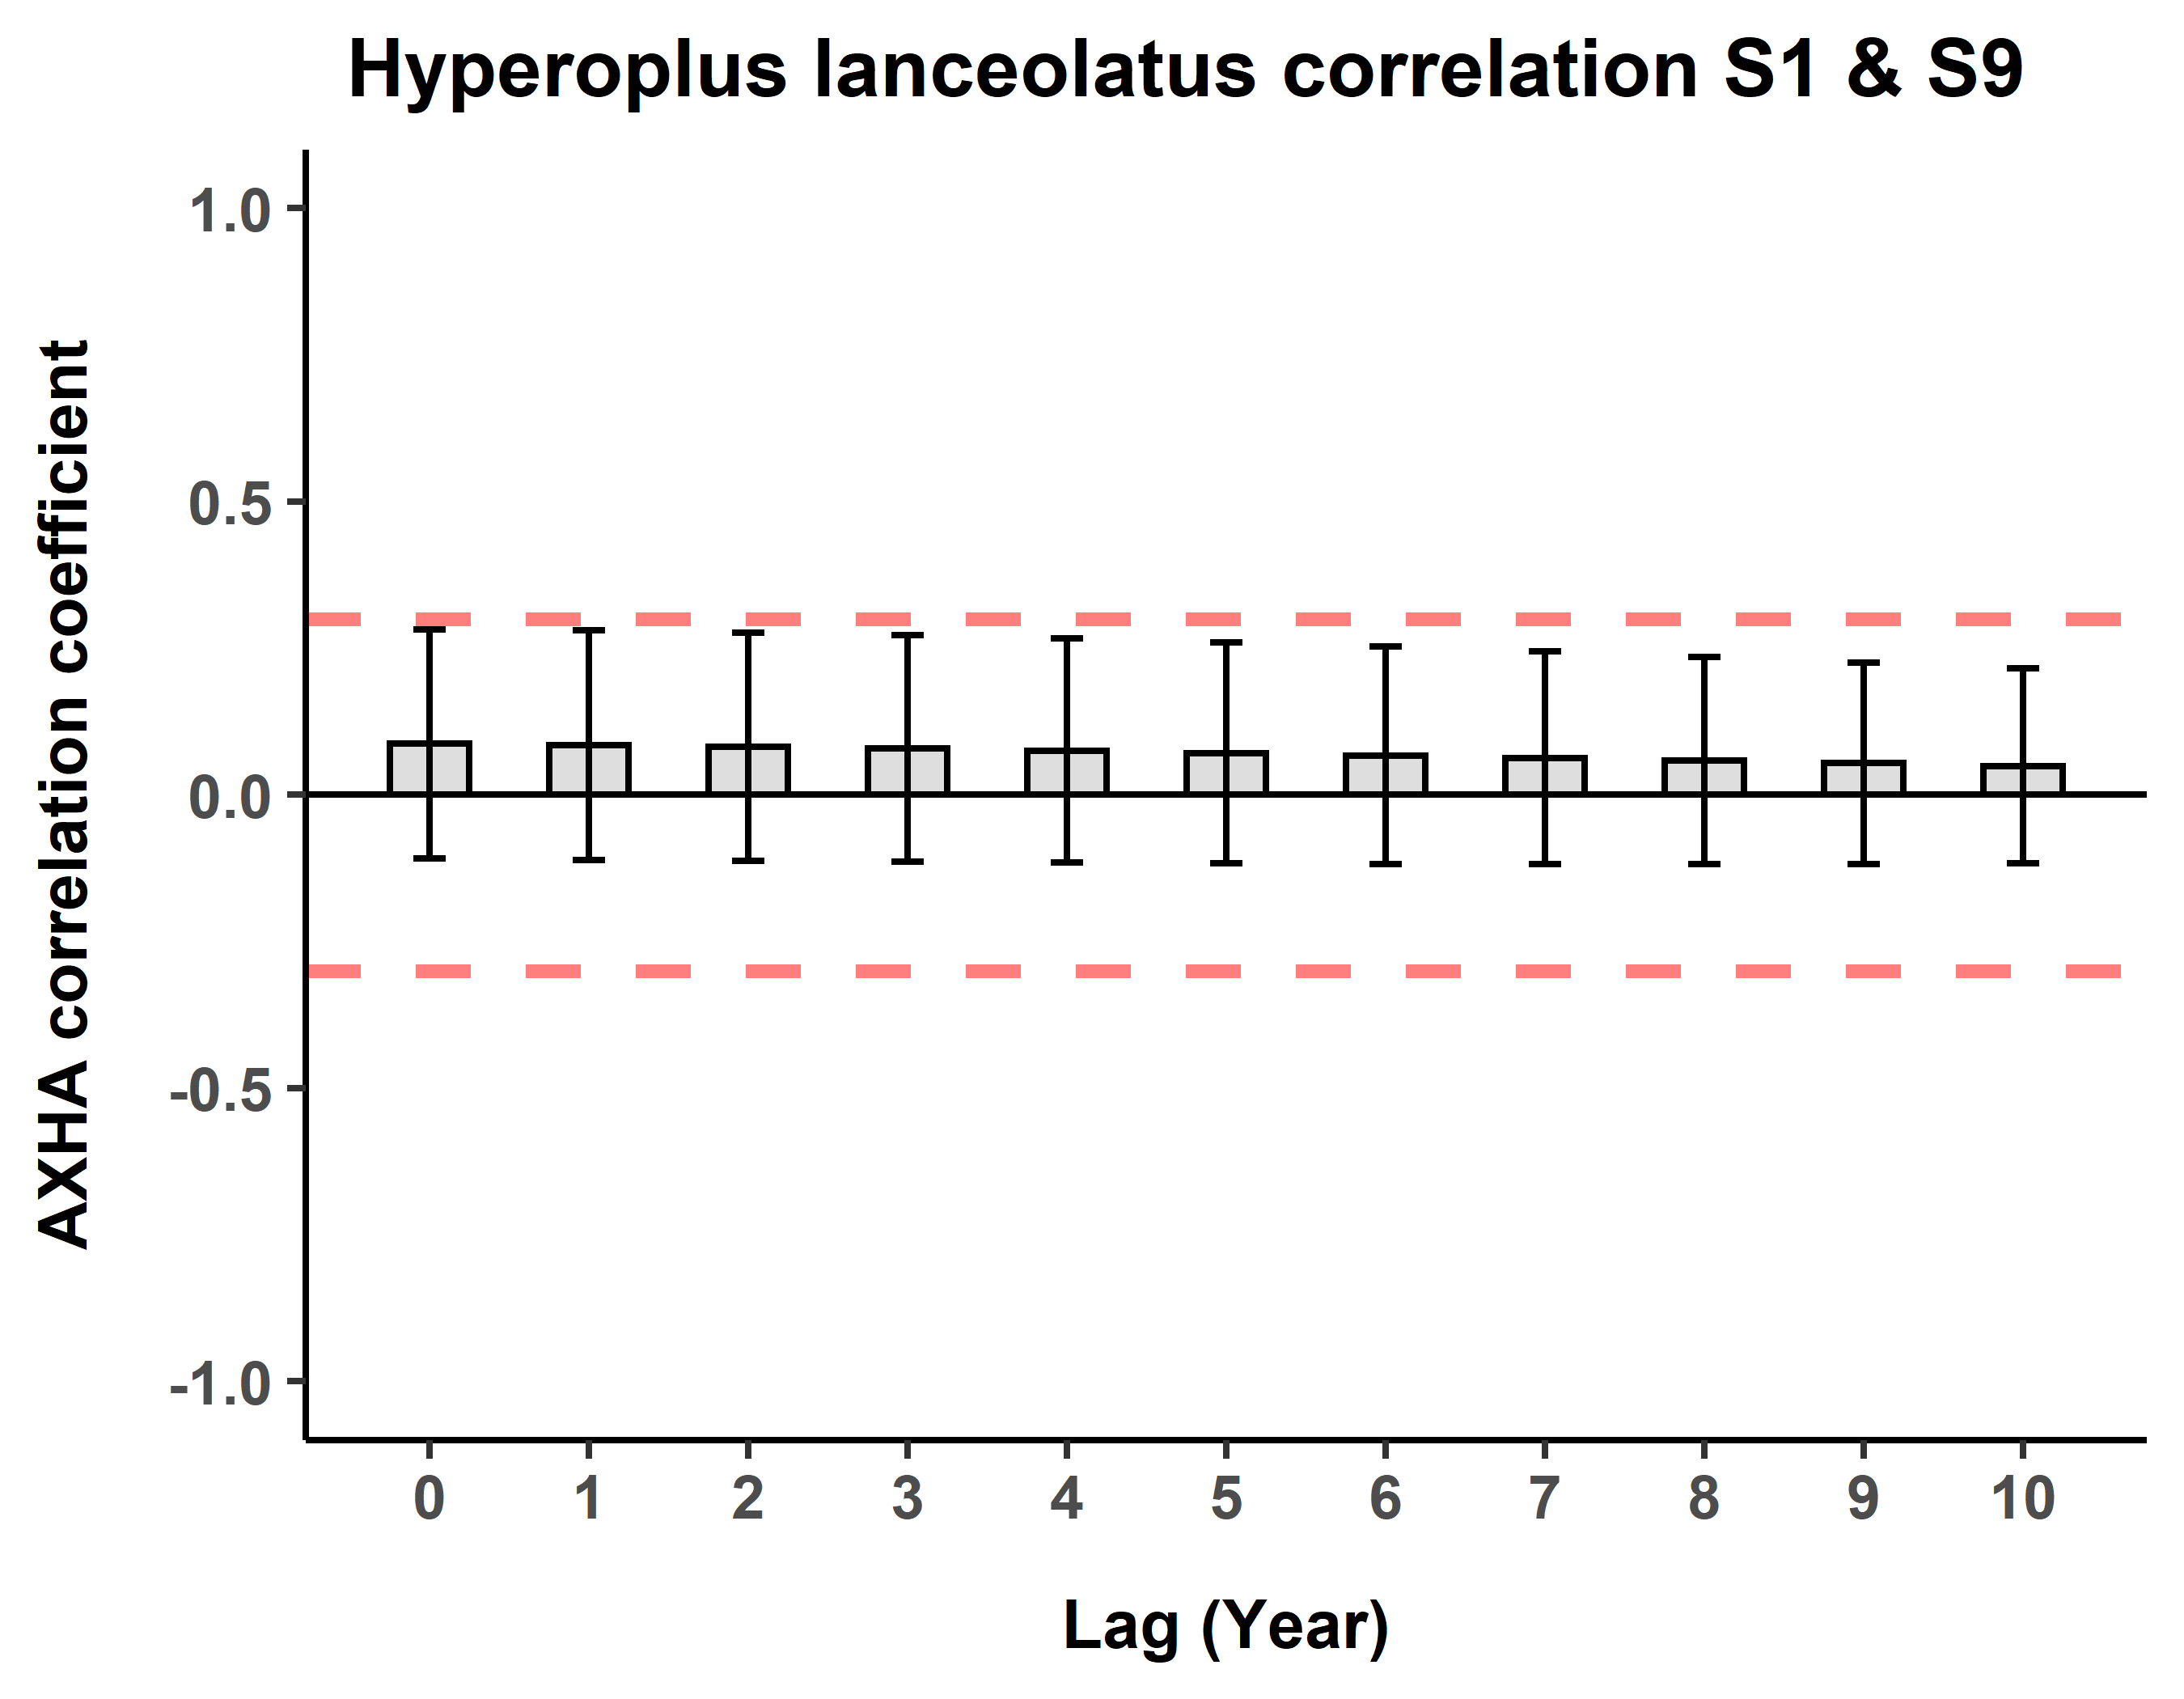 Hyperoplus lanceolatus correlation S1 & S9
AXHA correlation coefficient
1.0
0.5
0.0
-0.5
-1.0
0 1 2 3 4 5 6 7 8 9 10
Lag (Year)